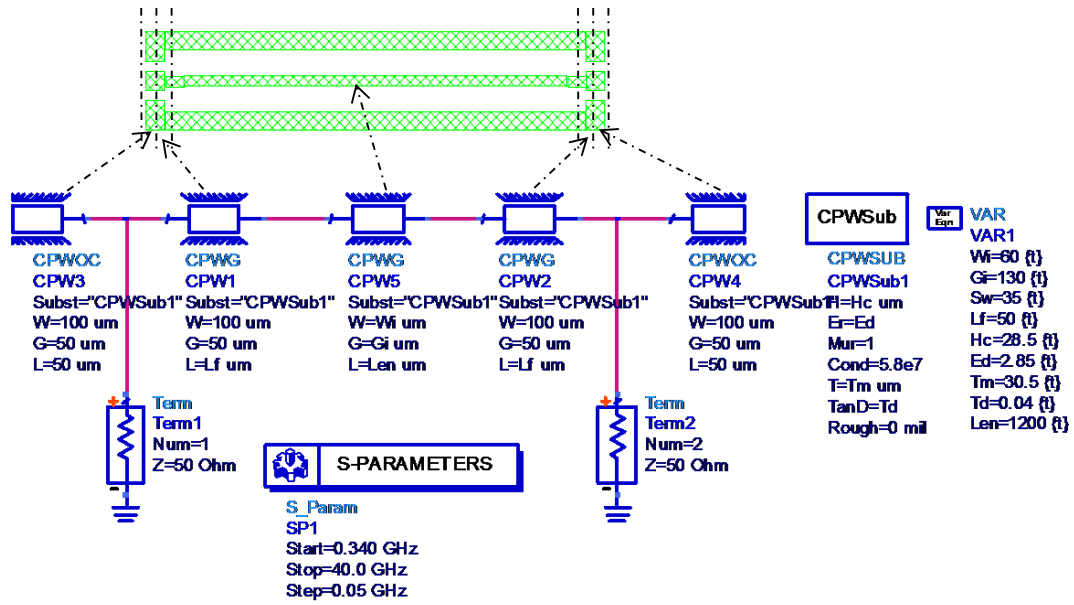 CPWOC
CPW3
Subst="CPWSub1"
W=100 um
G=50 um
L=50 um
CPWG
CPW1
Subst="CPWSub1"
W=100 um
G=50 um
L=Lf um
CPWG
CPW5
Subst="CPWSub1"
W=Wi um
G=Gi um
L=Len um
CPWG
CPW2
Subst="CPWSub1"
W=100 um
G=50 um
L=Lf um
CPWOC
CPW4
Subst="CPWSub1"
W=100 um
G=50 um
L=50 um
CPWSub
CPWSUB
CPWSub1
H=Hc um
Er=Ed
Mur=1
Cond=5.8e7
T=Tm um
TanD=Td
Rough=0 mil
Var
Eqn
VAR
VAR1
Wi=60 {t}
Gi=130 {t}
Sw=35 {t}
Lf=50 {t}
Hc=28.5 {t}
Ed=2.85 {t}
Tm=30.5 {t}
Td=0.04 {t}
Len=1200 {t}
+
Term
Term1
Num=1
Z=50 Ohm
-
+
Term
Term2
Num=2
Z=50 Ohm
-
S-PARAMETERS
S_Param
SP1
Start=0.340 GHz
Stop=40.0 GHz
Step=0.05 GHz